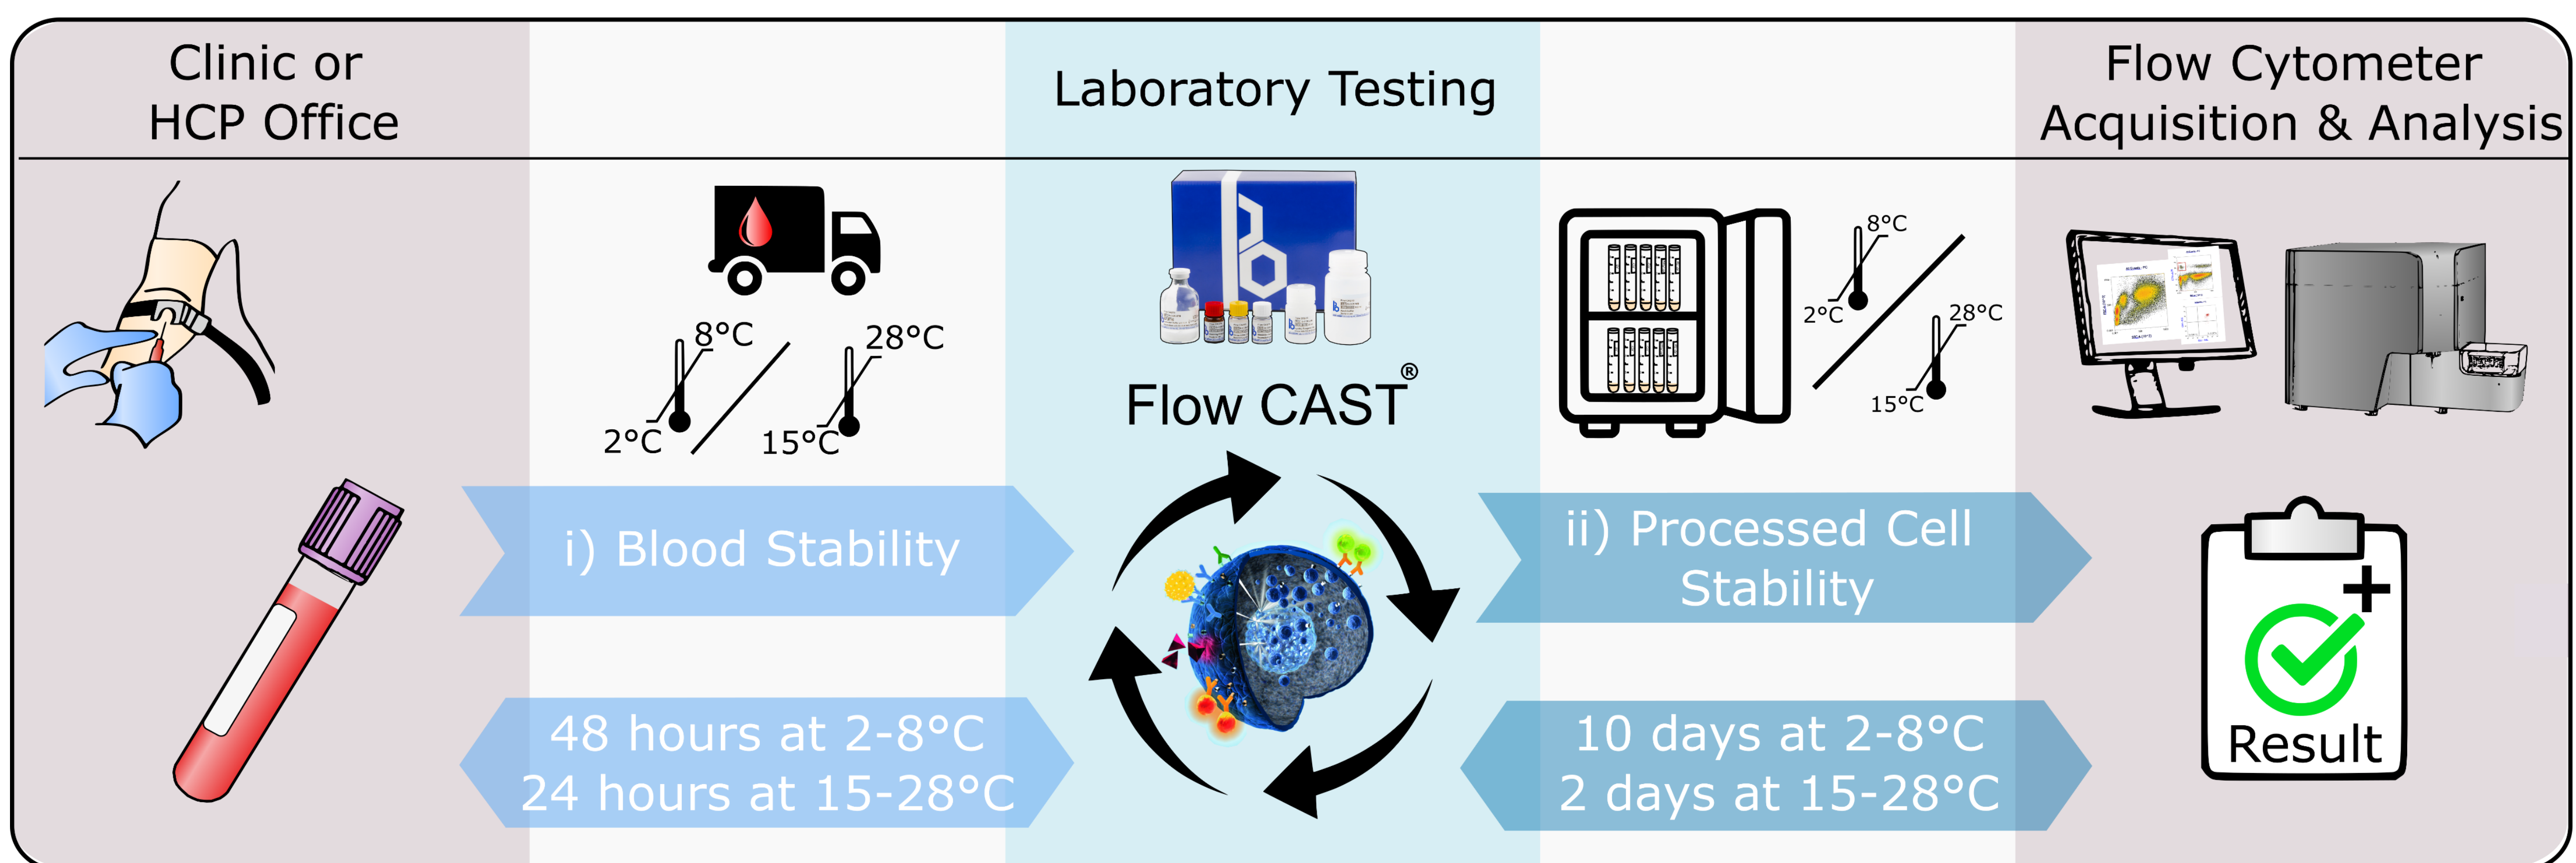 Clinic or
HCP Office
Laboratory Testing
Flow Cytometer
Acquisition & Analysis
8°C
2°C
28°C
15°C
Flow CAST®
8°C
2°C
28°C
15°C
i) Blood Stability
48 hours at 2-8°C
24 hours at 15-28°C
ii) Processed Cell
Stability
10 days at 2-8°C
2 days at 15-28°C
Result